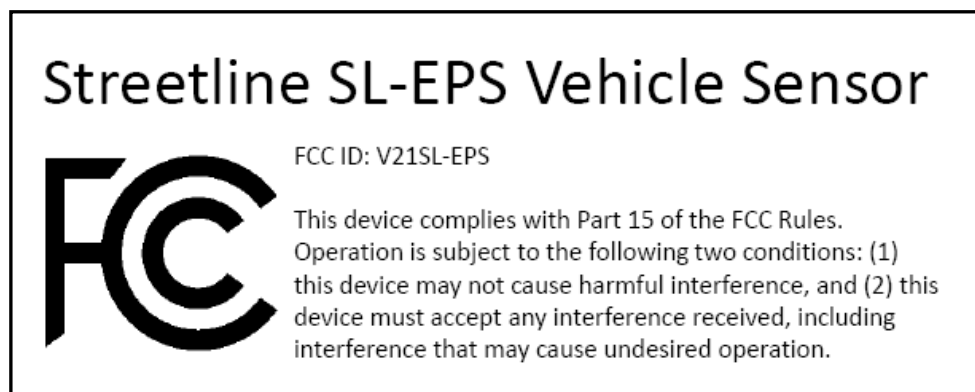 Streetline SL-EPS Vehicle Sensor
FCC
FCC ID: V21SL-EPS
This device complies with Part 15 of the FCC Rules.
Operation is subject to the following two conditions: (1)
this device may not cause harmful interference, and (2) this
device must accept any interference received, including
interference that may cause undesired operation.